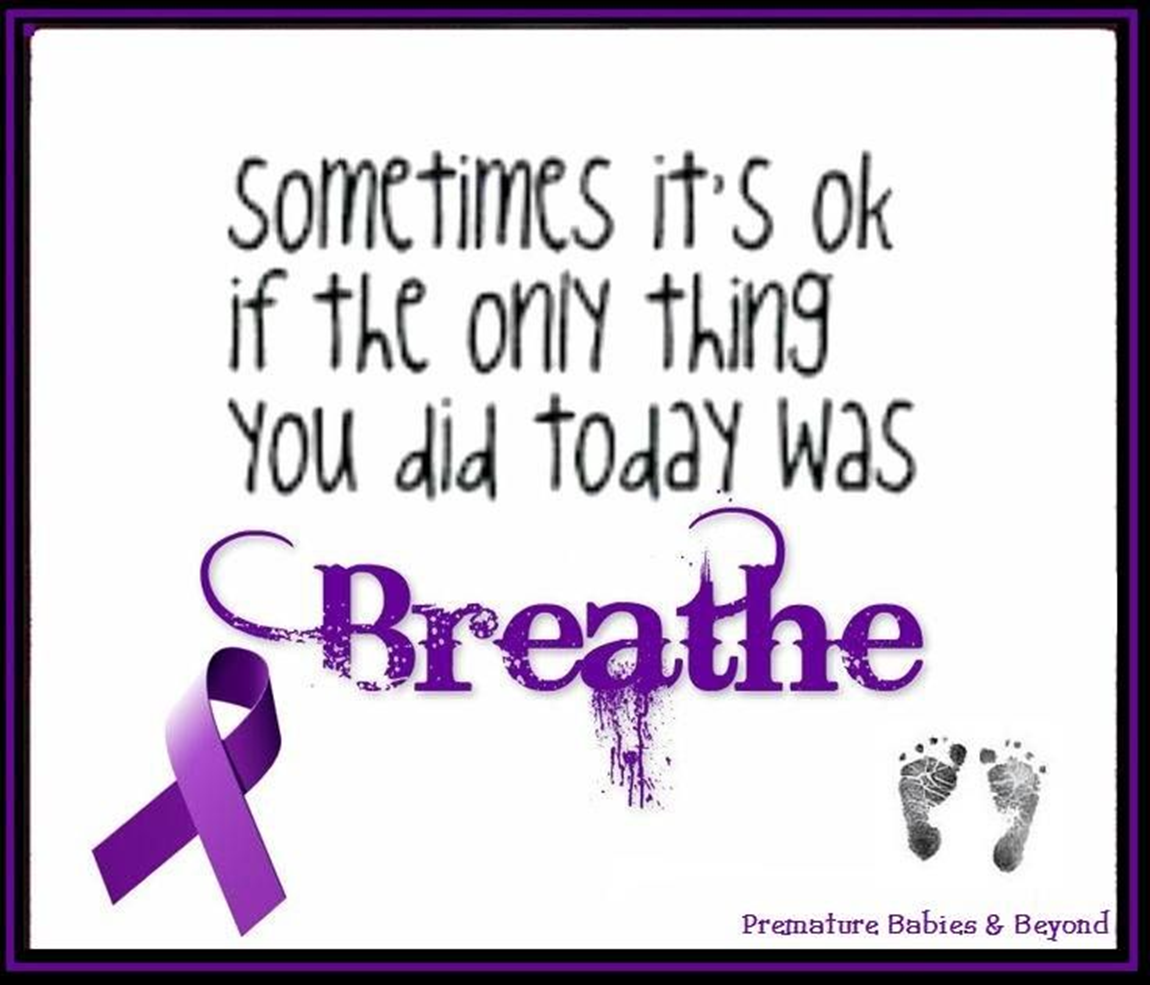 sometimes it's ok
if the only thing
you did today was
Breathe
Premature Babies & Beyond